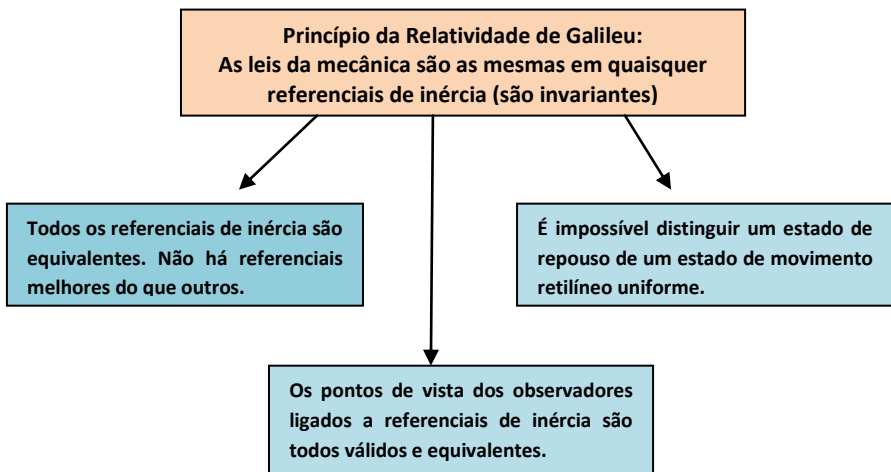 Princípio da Relatividade de Galileu:
As leis da mecânica são as mesmas em quaisquer
referenciais de inércia (são invariantes)
Todos os referenciais de inércia são
equivalentes. Não há referenciais
melhores do que outros.
É impossível distinguir um estado de
repouso de um estado de movimento
retilíneo uniforme.
Os pontos de vista dos observadores
ligados a referenciais de inércia são
todos válidos e equivalentes.